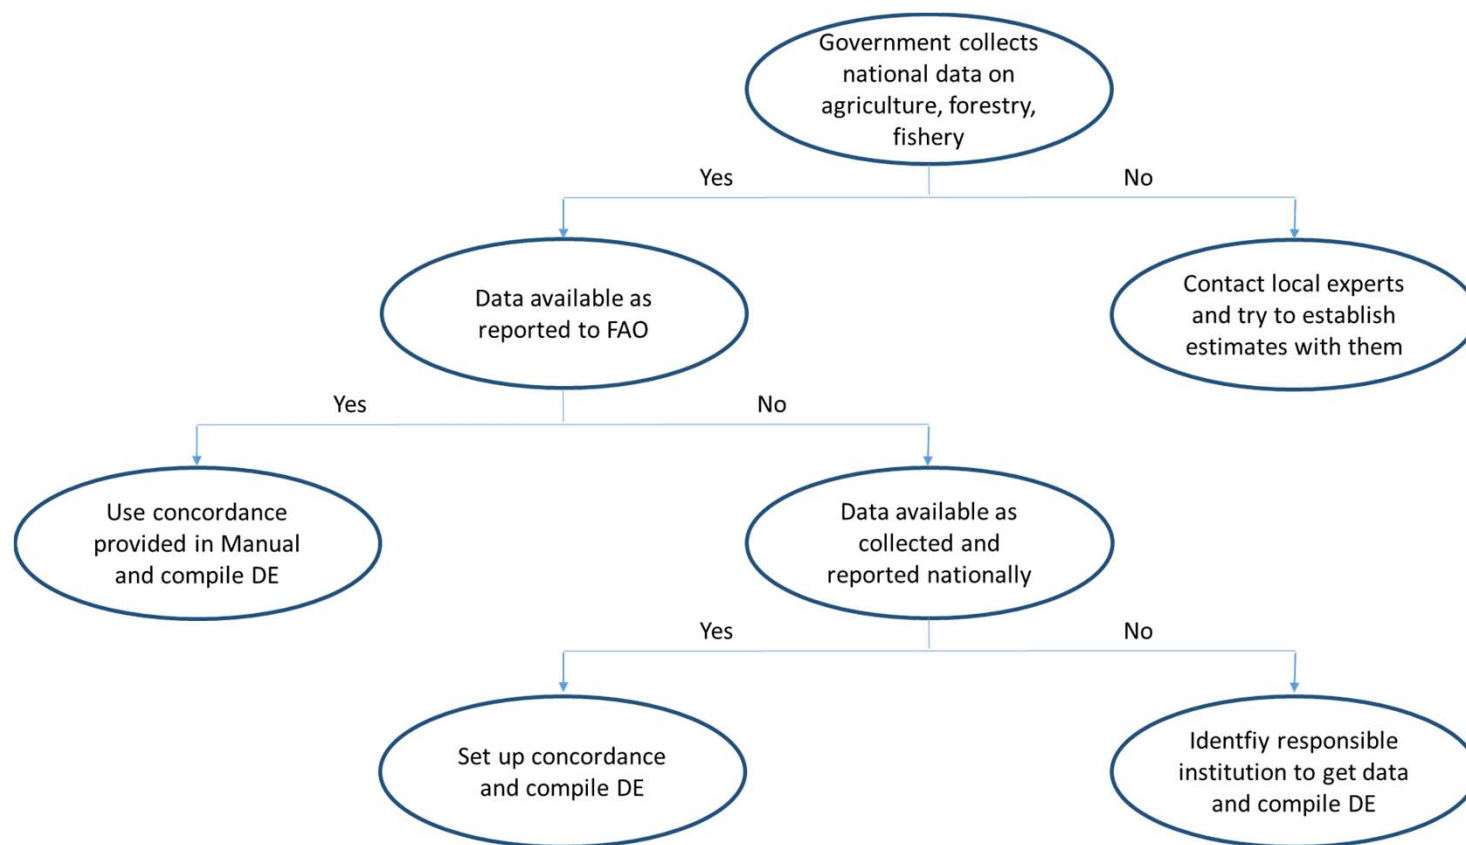 Government collects
national data on
agriculture, forestry,
fishery
Yes
No
Data available as
reported to FAO
Contact local experts
and try to establish
estimates with them
Yes
No
Use concordance
provided in Manual
and compile DE
Data available as
collected and
reported nationally
Yes
No
Set up concordance
and compile DE
Identfiy responsible
institution to get data
and compile DE